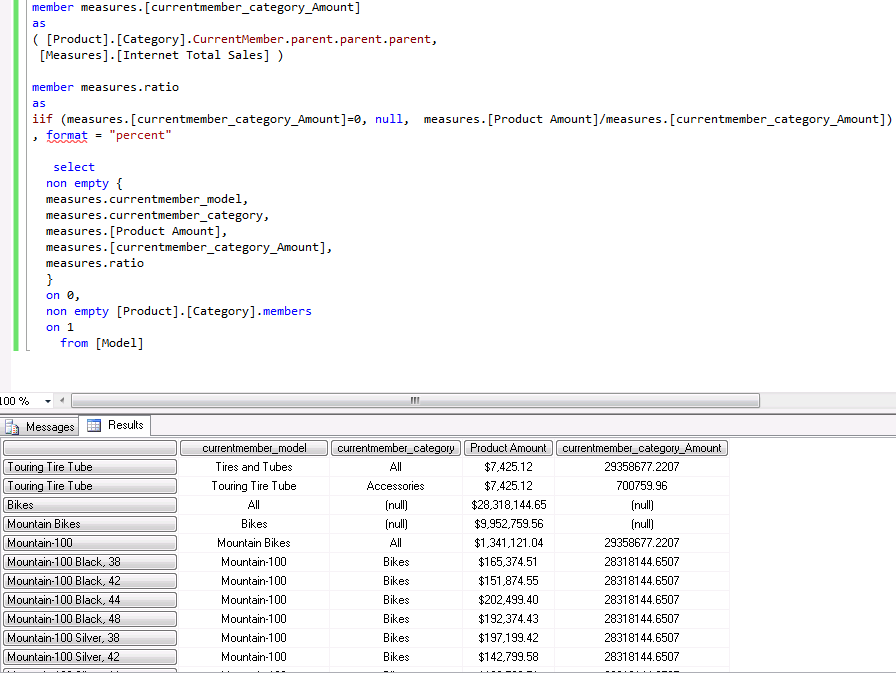 member measures.[currentmember_category_Amount]
as
( [Product].[Category].CurrentMember.parent.parent.parent,
[Measures].[Internet Total Sales] )
member measures.ratio
as
iif (measures.[currentmember_category_Amount]=0, null,  measures.[Product Amount]/measures.[currentmember_category_Amount])
, format = "percent"
select
non empty {
measures.currentmember_model,
measures.currentmember_category,
measures.[Product Amount],
measures.[currentmember_category_Amount],
measures.ratio
}
on 0,
non empty [Product].[Category].members
on 1
from [Model]
100 %
Messages Results
currentmember_model currentmember_category Product Amount currentmember_category_Amount
Touring Tire Tube Tires and Tubes All $7,425.12 29358677.2207
Touring Tire Tube Touring Tire Tube Accessories $7,425.12 700759.96
Bikes All (null) $28,318,144.65 (null)
Mountain Bikes Bikes (null) $9,952,759.56 (null)
Mountain-100 Mountain Bikes All $1,341,121.04 29358677.2207
Mountain-100 Black, 38 Mountain-100 Bikes $165,374.51 28318144.6507
Mountain-100 Black, 42 Mountain-100 Bikes $151,874.55 28318144.6507
Mountain-100 Black, 44 Mountain-100 Bikes $202,499.40 28318144.6507
Mountain-100 Black, 48 Mountain-100 Bikes $192,374.43 28318144.6507
Mountain-100 Silver, 38 Mountain-100 Bikes $197,199.42 28318144.6507
Mountain-100 Silver, 42 Mountain-100 Bikes $142,799.58 28318144.6507